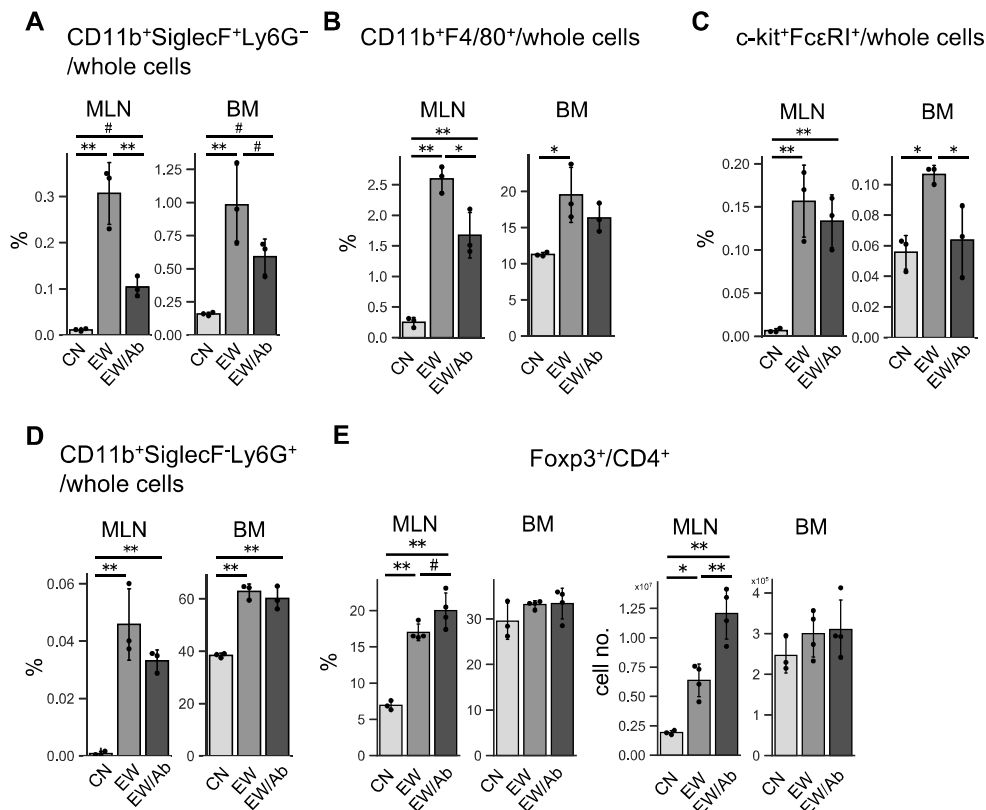 A
CD11b⁺SiglecF⁺Ly6G⁻
/whole cells
MLN
BM
#
** **
#
** #
%
0.3
0.2
0.1
0.0
1.25
1.00
0.75
0.50
0.25
0.00
CN
EW
EW/Ab
CN
EW
EW/Ab
B
CD11b⁺F4/80⁺/whole cells
MLN
BM
**
** *
*
%
2.5
2.0
1.5
1.0
0.5
0.0
20
15
10
5
0
CN
EW
EW/Ab
CN
EW
EW/Ab
C
c-kit⁺FcεRI⁺/whole cells
MLN
BM
**
**
* *
%
0.20
0.15
0.10
0.05
0.00
0.10
0.08
0.06
0.04
0.02
0.00
CN
EW
EW/Ab
CN
EW
EW/Ab
D
CD11b⁺SiglecF⁻Ly6G⁺
/whole cells
MLN
BM
**
**
**
**
%
0.06
0.04
0.02
0.00
60
40
20
0
CN
EW
EW/Ab
CN
EW
EW/Ab
E
Foxp3⁺/CD4⁺
MLN
BM
**
** #
%
20
15
10
5
0
30
20
10
0
CN
EW
EW/Ab
CN
EW
EW/Ab
MLN
BM
**
* **
cell no.
x10⁷
1.25
1.00
0.75
0.50
0.25
0.00
x10⁵
5
4
3
2
1
0
CN
EW
EW/Ab
CN
EW
EW/Ab